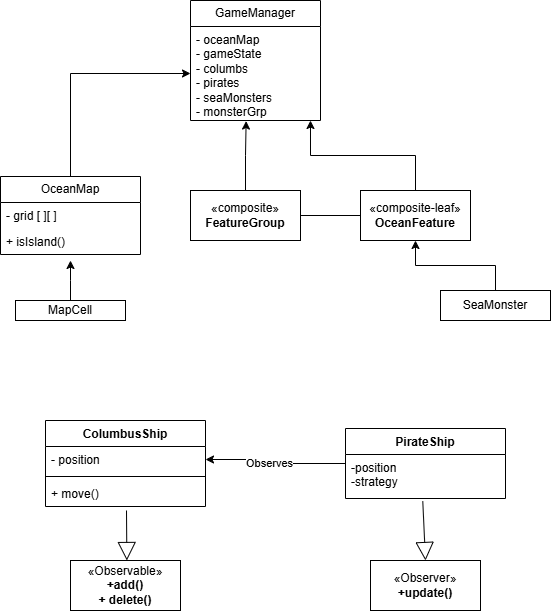 GameManager
- oceanMap
- gameState
- columbs
- pirates
- seaMonsters
- monsterGrp
OceanMap
- grid [ ][ ]
+ isIsland()
MapCell
«composite»
FeatureGroup
«composite-leaf»
OceanFeature
SeaMonster
ColumbusShip
- position
+ move()
Observes
PirateShip
-position
-strategy
«Observable»
+add()
+ delete()
«Observer»
+update()